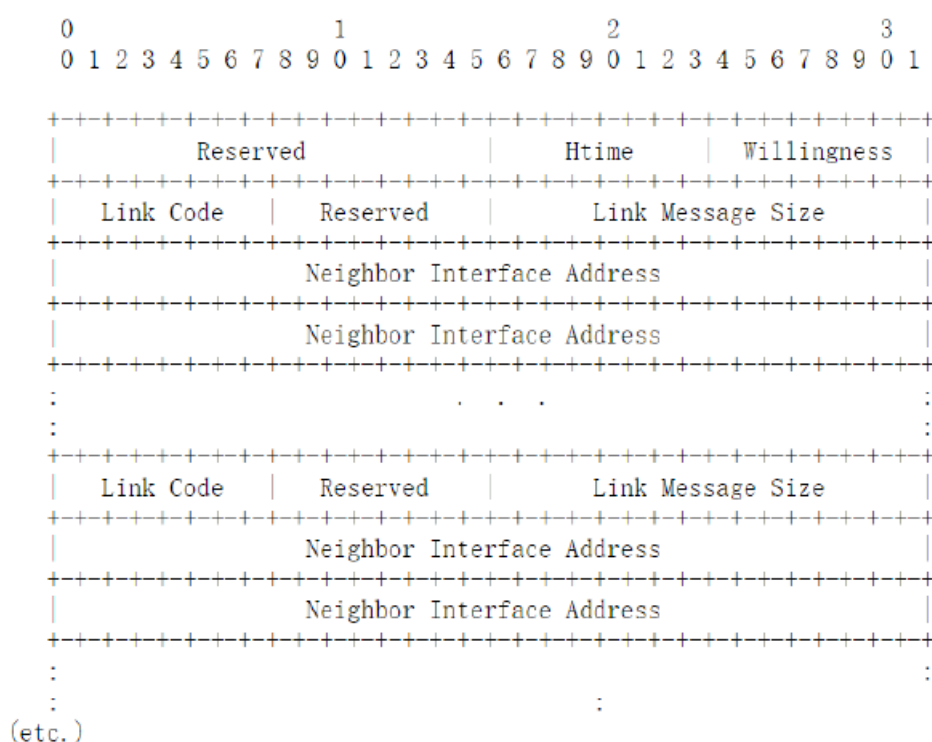 0 1 2 3
0 1 2 3 4 5 6 7 8 9 0 1 2 3 4 5 6 7 8 9 0 1 2 3 4 5 6 7 8 9 0 1
+-+-+-+-+-+-+-+-+-+-+-+-+-+-+-+-+-+-+-+-+-+-+-+-+-+-+-+-+-+-+-+-+
| Reserved | Htime | Willingness |
+-+-+-+-+-+-+-+-+-+-+-+-+-+-+-+-+-+-+-+-+-+-+-+-+-+-+-+-+-+-+-+-+
| Link Code | Reserved | Link Message Size |
+-+-+-+-+-+-+-+-+-+-+-+-+-+-+-+-+-+-+-+-+-+-+-+-+-+-+-+-+-+-+-+-+
| Neighbor Interface Address |
+-+-+-+-+-+-+-+-+-+-+-+-+-+-+-+-+-+-+-+-+-+-+-+-+-+-+-+-+-+-+-+-+
| Neighbor Interface Address |
+-+-+-+-+-+-+-+-+-+-+-+-+-+-+-+-+-+-+-+-+-+-+-+-+-+-+-+-+-+-+-+-+
: . . . :
: :
+-+-+-+-+-+-+-+-+-+-+-+-+-+-+-+-+-+-+-+-+-+-+-+-+-+-+-+-+-+-+-+-+
| Link Code | Reserved | Link Message Size |
+-+-+-+-+-+-+-+-+-+-+-+-+-+-+-+-+-+-+-+-+-+-+-+-+-+-+-+-+-+-+-+-+
| Neighbor Interface Address |
+-+-+-+-+-+-+-+-+-+-+-+-+-+-+-+-+-+-+-+-+-+-+-+-+-+-+-+-+-+-+-+-+
| Neighbor Interface Address |
+-+-+-+-+-+-+-+-+-+-+-+-+-+-+-+-+-+-+-+-+-+-+-+-+-+-+-+-+-+-+-+-+
: :
: :
(etc.)